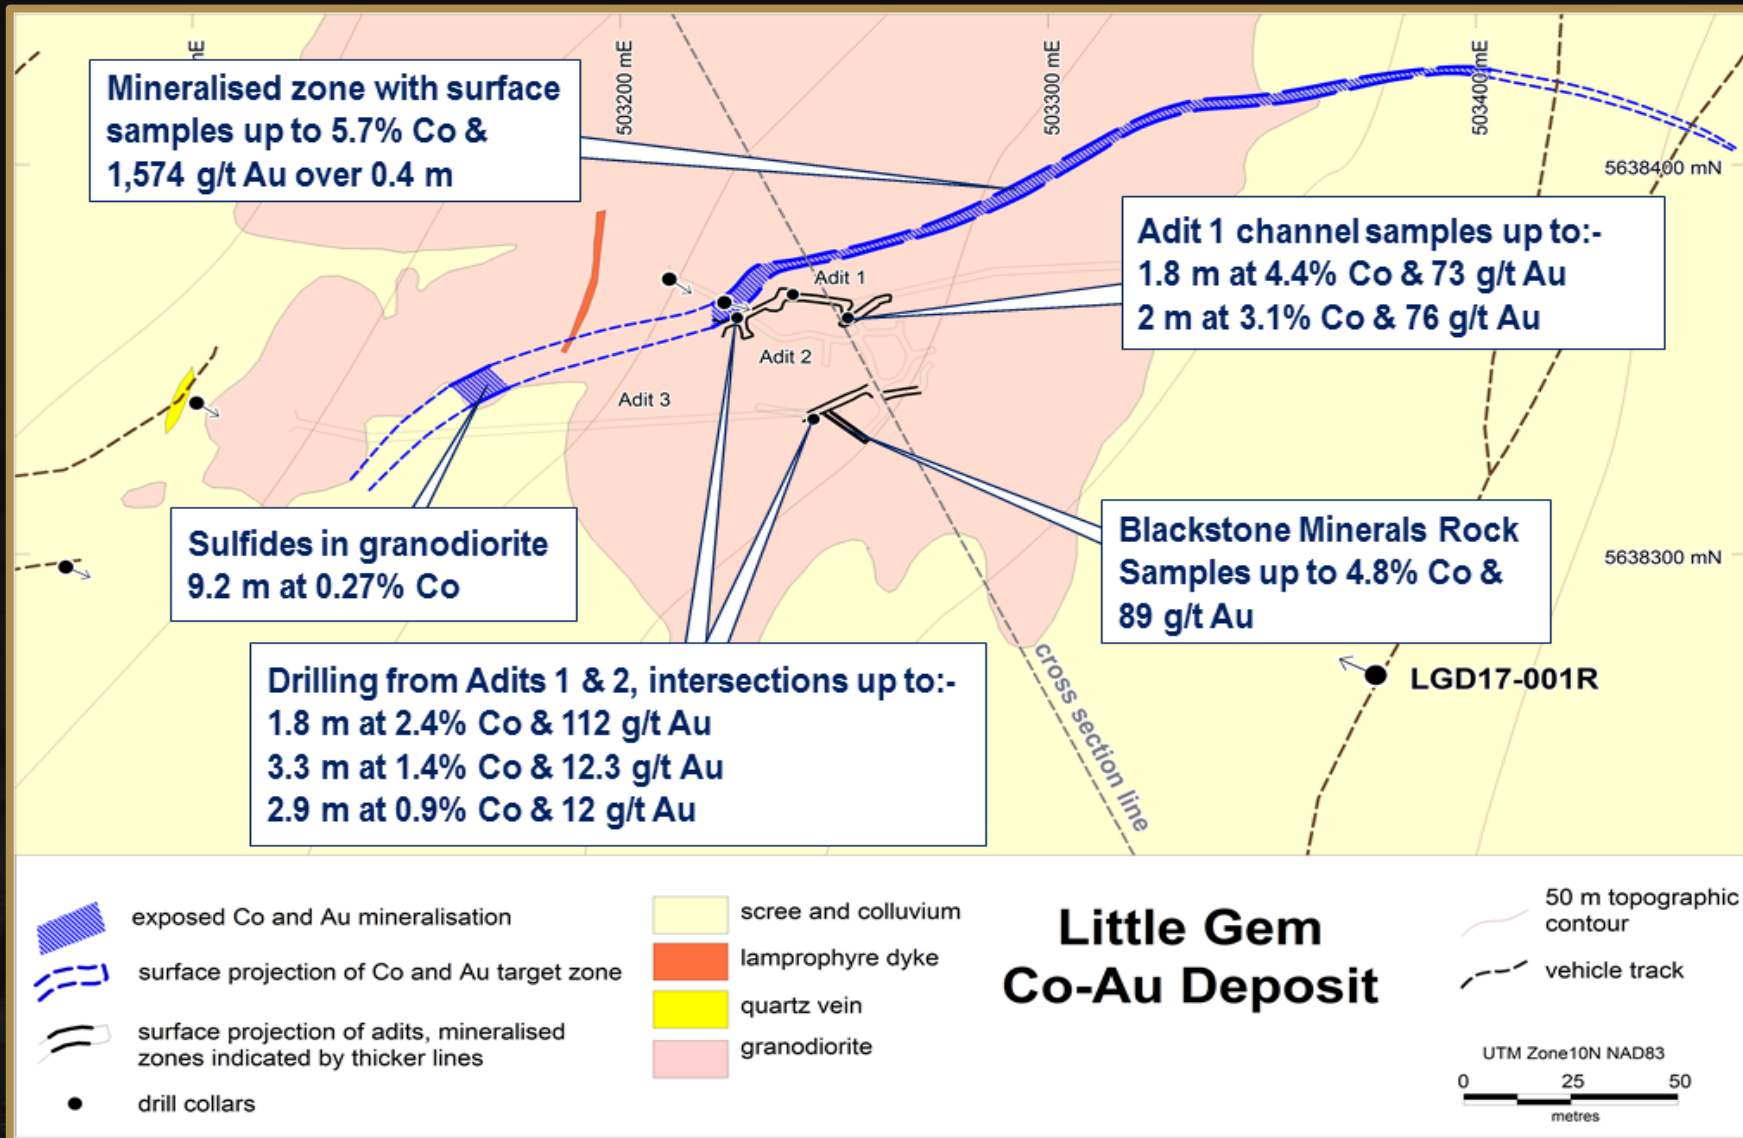 mE
503200 mE
503300 mE
503400 mE
Mineralised zone with surface
samples up to 5.7% Co &
1,574 g/t Au over 0.4 m
5638400 mN
Adit 1 channel samples up to:-
1.8 m at 4.4% Co & 73 g/t Au
2 m at 3.1% Co & 76 g/t Au
Adit 1
Adit 2
Adit 3
Sulfides in granodiorite
9.2 m at 0.27% Co
Blackstone Minerals Rock
Samples up to 4.8% Co &
89 g/t Au
5638300 mN
Drilling from Adits 1 & 2, intersections up to:-
1.8 m at 2.4% Co & 112 g/t Au
3.3 m at 1.4% Co & 12.3 g/t Au
2.9 m at 0.9% Co & 12 g/t Au
cross section line
LGD17-001R
exposed Co and Au mineralisation
surface projection of Co and Au target zone
surface projection of adits, mineralised
zones indicated by thicker lines
drill collars
scree and colluvium
lamprophyre dyke
quartz vein
granodiorite
Little Gem
Co-Au Deposit
50 m topographic
contour
vehicle track
UTM Zone10N NAD83
0 25 50
metres